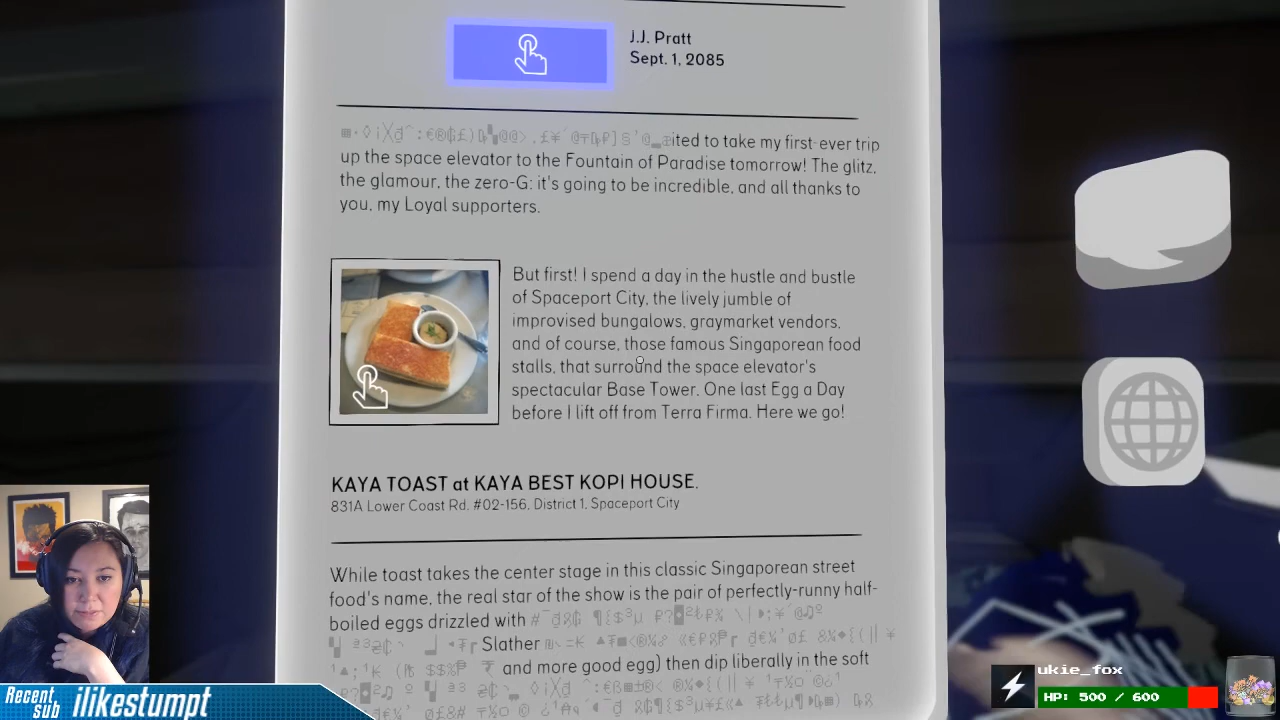 J.J. Pratt
Sept. 1, 2085
ited to take my first-ever trip
up the space elevator to the Fountain of Paradise tomorrow! The glitz,
the glamour, the zero-G: it's going to be incredible, and all thanks to
you, my Loyal supporters.
But first! I spend a day in the hustle and bustle
of Spaceport City, the lively jumble of
improvised bungalows, graymarket vendors,
and of course, those famous Singaporean food
stalls, that surround the space elevator's
spectacular Base Tower. One last Egg a Day
before I lift off from Terra Firma. Here we go!
KAYA TOAST at KAYA BEST KOPI HOUSE.
831A Lower Coast Rd. #02-156, District 1, Spaceport City
While toast takes the center stage in this classic Singaporean street
food's name, the real star of the show is the pair of perfectly-runny half-
boiled eggs drizzled with
Slather
and more good egg) then dip liberally in the soft
ukie_fox
HP: 500 / 600
Recent sub ilikestumpt